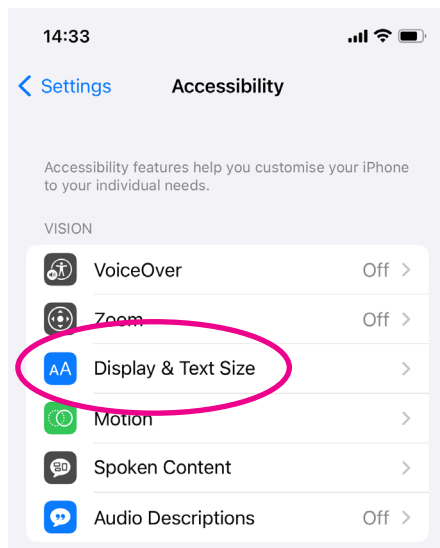 14:33
Settings Accessibility
Accessibility features help you customise your iPhone
to your individual needs.
VISION
VoiceOver Off
Zoom Off
AA Display & Text Size
Motion
Spoken Content
Audio Descriptions Off